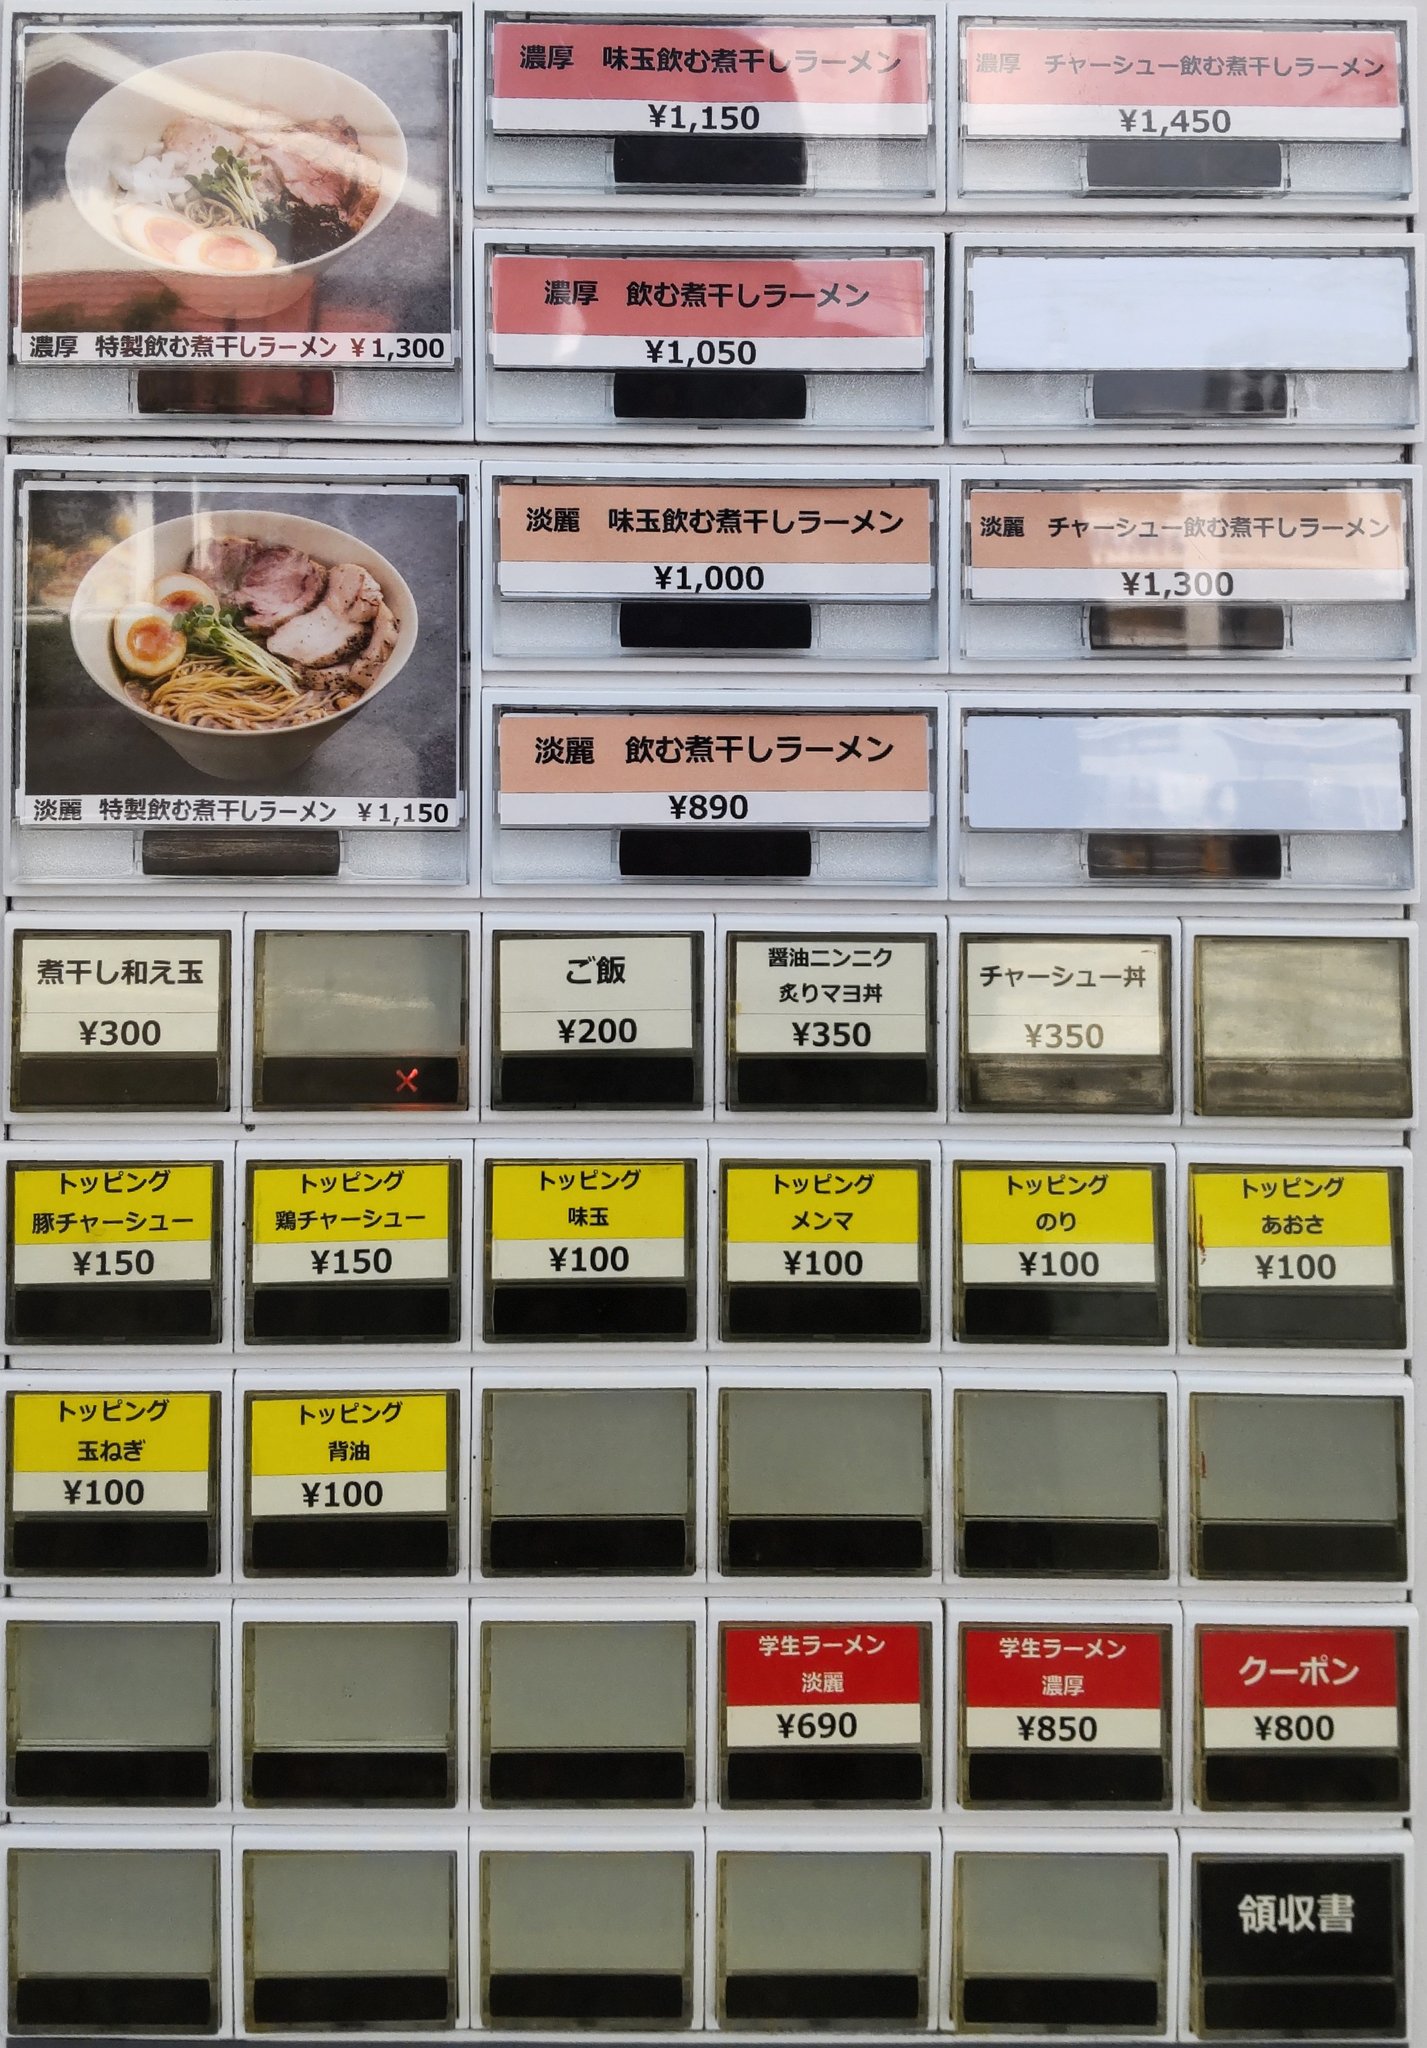 濃厚 味玉飲む煮干しラーメン
¥1,150
濃厚 チャーシュー飲む煮干しラーメン
¥1,450
濃厚 特製飲む煮干しラーメン ¥1,300
濃厚 飲む煮干しラーメン
¥1,050
淡麗 味玉飲む煮干しラーメン
¥1,000
淡麗 チャーシュー飲む煮干しラーメン
¥1,300
淡麗 特製飲む煮干しラーメン ¥1,150
淡麗 飲む煮干しラーメン
¥890
煮干し和え玉
¥300
×
ご飯
¥200
醤油ニンニク
炙りマヨ丼
¥350
チャーシュー丼
¥350
トッピング
豚チャーシュー
¥150
トッピング
鶏チャーシュー
¥150
トッピング
味玉
¥100
トッピング
メンマ
¥100
トッピング
のり
¥100
トッピング
あおさ
¥100
トッピング
玉ねぎ
¥100
トッピング
背油
¥100
学生ラーメン
淡麗
¥690
学生ラーメン
濃厚
¥850
クーポン
¥800
領収書